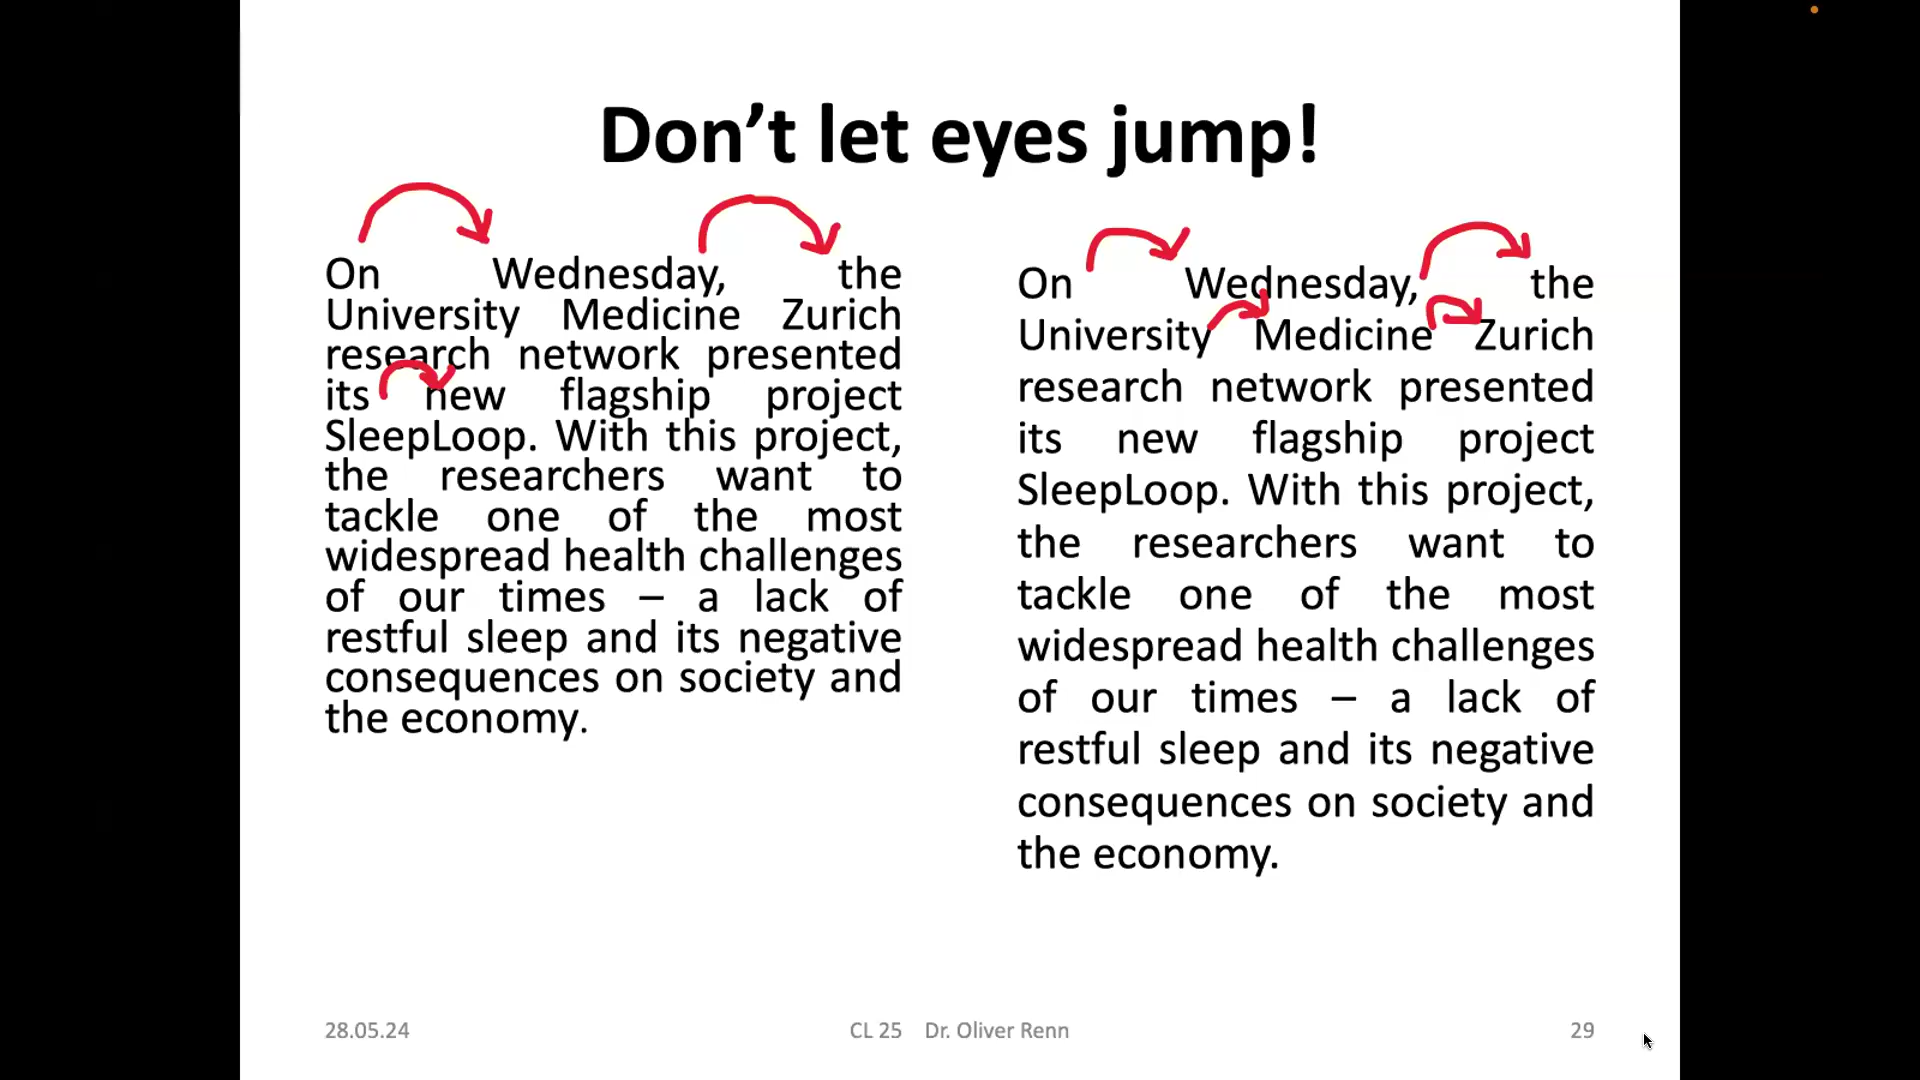 Don’t let eyes jump!
On Wednesday, the
University Medicine Zurich
research network presented
its new flagship project
SleepLoop. With this project,
the researchers want to
tackle one of the most
widespread health challenges
of our times – a lack of
restful sleep and its negative
consequences on society and
the economy.
On Wednesday, the
University Medicine Zurich
research network presented
its new flagship project
SleepLoop. With this project,
the researchers want to
tackle one of the most
widespread health challenges
of our times – a lack of
restful sleep and its negative
consequences on society and
the economy.
28.05.24
CL 25 Dr. Oliver Renn
29